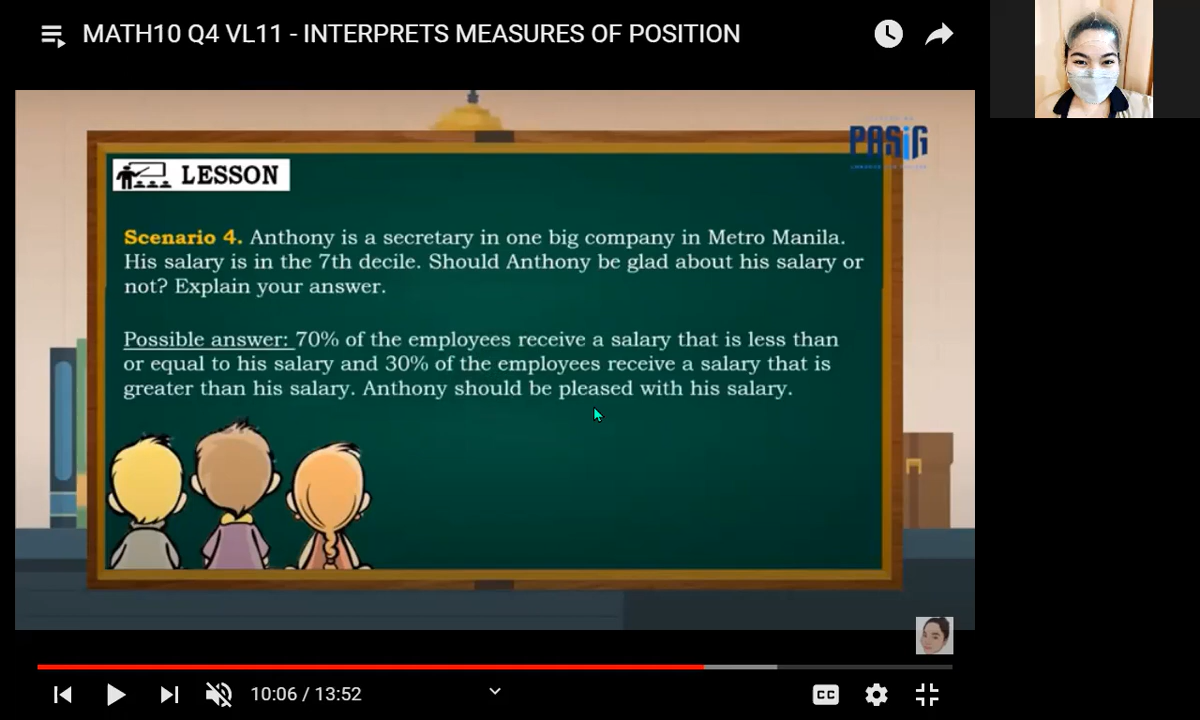 MATH10 Q4 VL11 - INTERPRETS MEASURES OF POSITION
PASiG
LESSON
Scenario 4. Anthony is a secretary in one big company in Metro Manila.
His salary is in the 7th decile. Should Anthony be glad about his salary or
not? Explain your answer.
Possible answer: 70% of the employees receive a salary that is less than
or equal to his salary and 30% of the employees receive a salary that is
greater than his salary. Anthony should be pleased with his salary.
10:06 / 13:52
CC